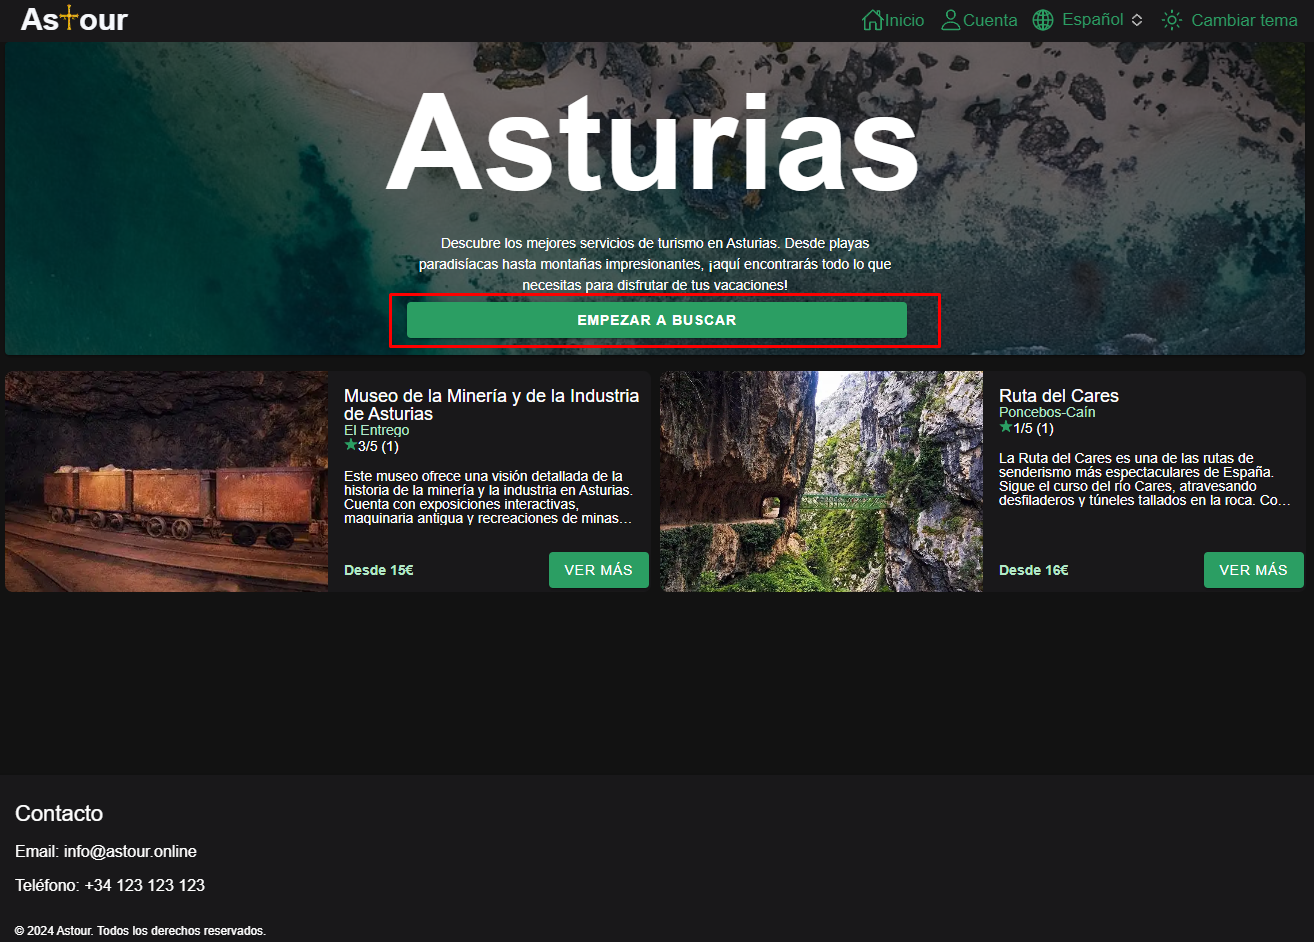 Astour
Inicio
Cuenta
Español
Cambiar tema
Asturias
Descubre los mejores servicios de turismo en Asturias. Desde playas
paradisíacas hasta montañas impresionantes, ¡aquí encontrarás todo lo que
necesitas para disfrutar de tus vacaciones!
EMPEZAR A BUSCAR
Museo de la Minería y de la Industria
de Asturias
El Entrego
3/5 (1)
Este museo ofrece una visión detallada de la
historia de la minería y la industria en Asturias.
Cuenta con exposiciones interactivas,
maquinaria antigua y recreaciones de minas...
Desde 15€
VER MÁS
Ruta del Cares
Poncebos-Caín
1/5 (1)
La Ruta del Cares es una de las rutas de
senderismo más espectaculares de España.
Sigue el curso del río Cares, atravesando
desfiladeros y túneles tallados en la roca. Co...
Desde 16€
VER MÁS
Contacto
Email: info@astour.online
Teléfono: +34 123 123 123
© 2024 Astour. Todos los derechos reservados.